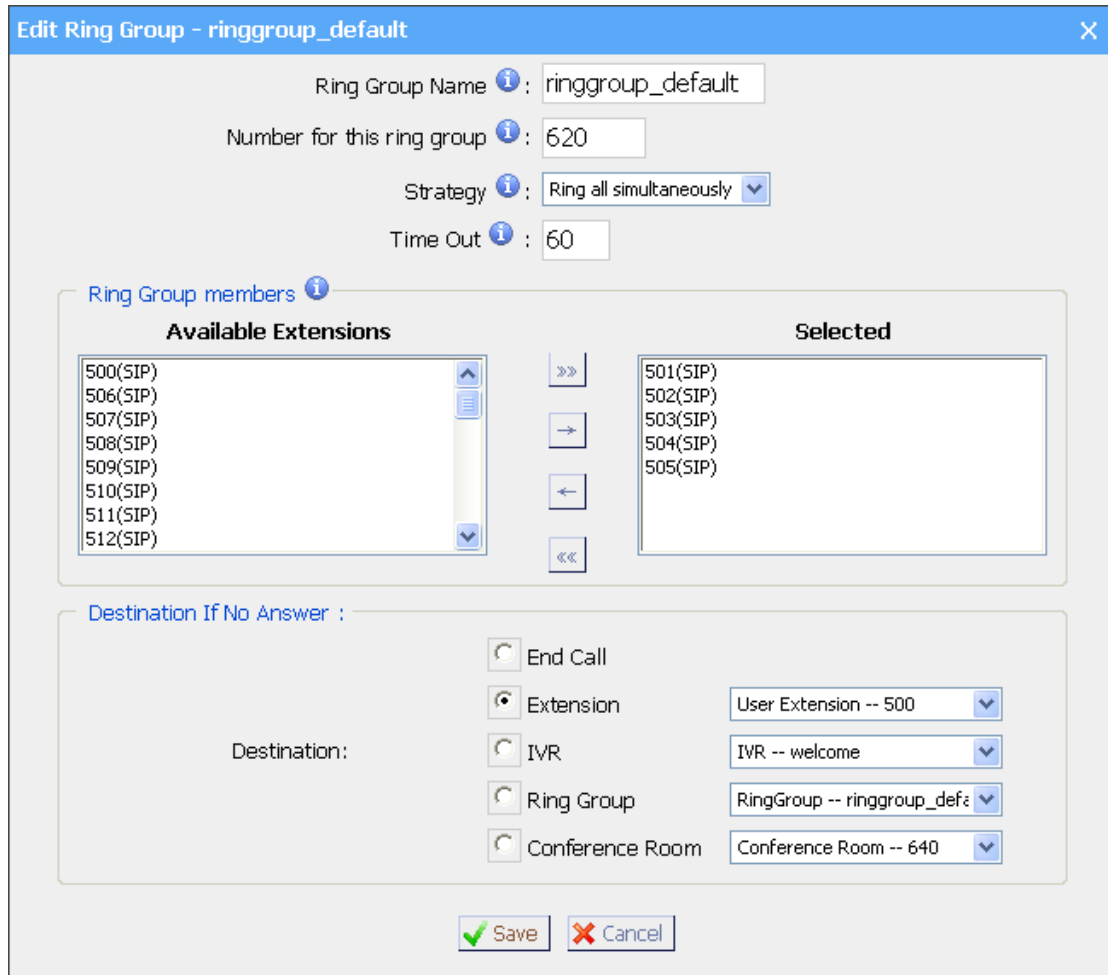 Edit Ring Group - ringgroup_default X
Ring Group Name i : ringgroup_default
Number for this ring group i : 620
Strategy i : Ring all simultaneously
Time Out i : 60
Ring Group members i
Available Extensions
Selected
500(SIP)
506(SIP)
507(SIP)
508(SIP)
509(SIP)
510(SIP)
511(SIP)
512(SIP)
501(SIP)
502(SIP)
503(SIP)
504(SIP)
505(SIP)
Destination If No Answer :
Destination:
End Call
Extension User Extension -- 500
IVR IVR -- welcome
Ring Group RingGroup -- ringgroup_defa
Conference Room Conference Room -- 640
Save Cancel